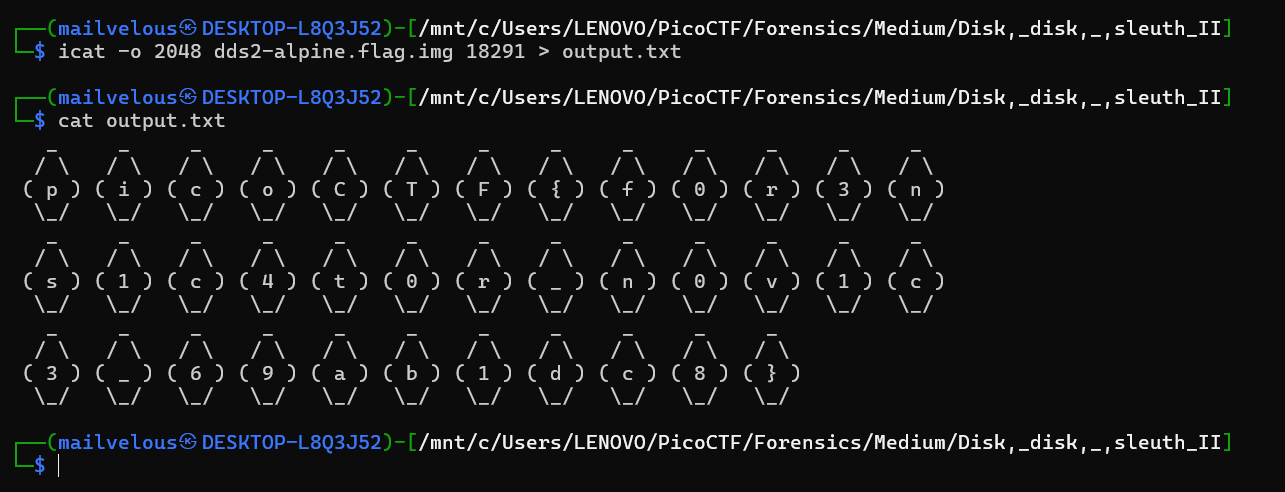 ┌──(mailvelous㉿DESKTOP-L8Q3J52)-[/mnt/c/Users/LENOVO/PicoCTF/Forensics/Medium/Disk,_disk,_,sleuth_II]
└─$ icat -o 2048 dds2-alpine.flag.img 18291 > output.txt
┌──(mailvelous㉿DESKTOP-L8Q3J52)-[/mnt/c/Users/LENOVO/PicoCTF/Forensics/Medium/Disk,_disk,_,sleuth_II]
└─$ cat output.txt
( p ) ( i ) ( c ) ( o ) ( C ) ( T ) ( F ) ( { ) ( f ) ( 0 ) ( r ) ( 3 ) ( n )
( s ) ( 1 ) ( c ) ( 4 ) ( t ) ( 0 ) ( r ) ( _ ) ( n ) ( 0 ) ( v ) ( 1 ) ( c )
( 3 ) ( _ ) ( 6 ) ( 9 ) ( a ) ( b ) ( 1 ) ( d ) ( c ) ( 8 ) ( } )
┌──(mailvelous㉿DESKTOP-L8Q3J52)-[/mnt/c/Users/LENOVO/PicoCTF/Forensics/Medium/Disk,_disk,_,sleuth_II]
└─$